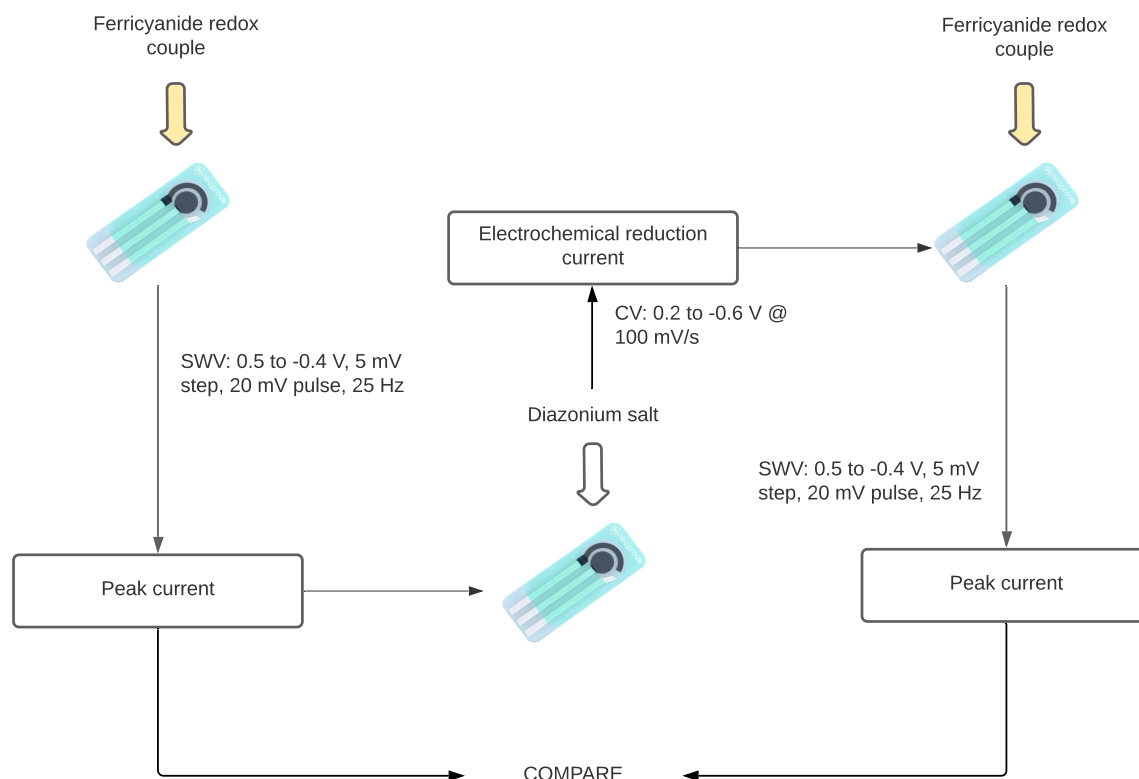 Ferricyanide redox
couple
Ferricyanide redox
couple
Electrochemical reduction
current
CV: 0.2 to -0.6 V @
100 mV/s
SWV: 0.5 to -0.4 V, 5 mV
step, 20 mV pulse, 25 Hz
Diazonium salt
SWV: 0.5 to -0.4 V, 5 mV
step, 20 mV pulse, 25 Hz
Peak current
Peak current
COMPARE